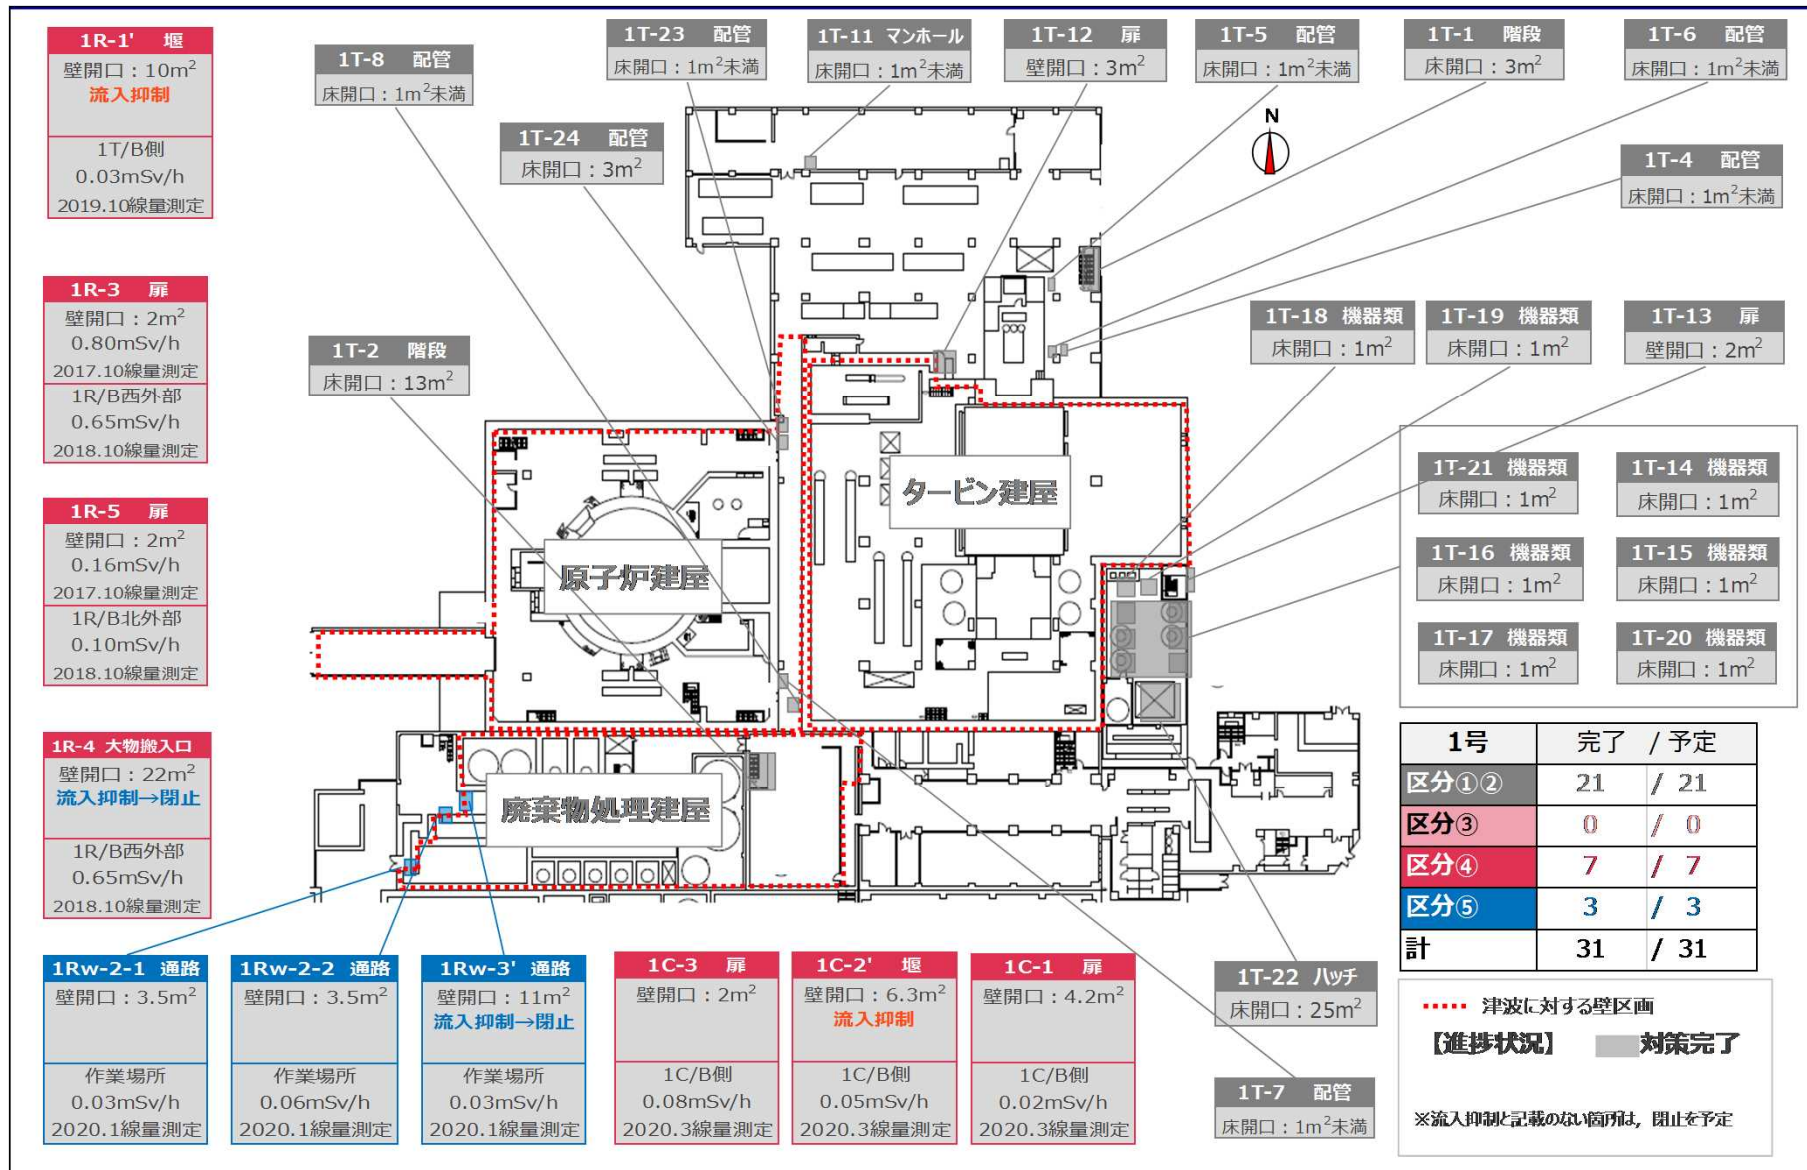 1R-1' 堰
壁開口：10m²
流入抑制
1T/B側
0.03mSv/h
2019.10線量測定
1T-8 配管
床開口：1m²未満
1T-23 配管
床開口：1m²未満
1T-11 マンホール
床開口：1m²未満
1T-12 扉
壁開口：3m²
1T-5 配管
床開口：1m²未満
1T-1 階段
床開口：3m²
1T-6 配管
床開口：1m²未満
1T-24 配管
床開口：3m²
N
1T-4 配管
床開口：1m²未満
1R-3 扉
壁開口：2m²
0.80mSv/h
2017.10線量測定
1R/B西外部
0.65mSv/h
2018.10線量測定
1T-2 階段
床開口：13m²
1T-18 機器類
床開口：1m²
1T-19 機器類
床開口：1m²
1T-13 扉
壁開口：2m²
1R-5 扉
壁開口：2m²
0.16mSv/h
2017.10線量測定
1R/B北外部
0.10mSv/h
2018.10線量測定
原子炉建屋
タービン建屋
廃棄物処理建屋
1T-21 機器類
床開口：1m²
1T-14 機器類
床開口：1m²
1T-16 機器類
床開口：1m²
1T-15 機器類
床開口：1m²
1T-17 機器類
床開口：1m²
1T-20 機器類
床開口：1m²
1R-4 大物搬入口
壁開口：22m²
流入抑制→閉止
1R/B西外部
0.65mSv/h
2018.10線量測定
1号 完了 / 予定
区分①② 21 / 21
区分③ 0 / 0
区分④ 7 / 7
区分⑤ 3 / 3
計 31 / 31
1Rw-2-1 通路
壁開口：3.5m²
作業場所
0.03mSv/h
2020.1線量測定
1Rw-2-2 通路
壁開口：3.5m²
作業場所
0.06mSv/h
2020.1線量測定
1Rw-3' 通路
壁開口：11m²
流入抑制→閉止
作業場所
0.03mSv/h
2020.1線量測定
1C-3 扉
壁開口：2m²
1C/B側
0.08mSv/h
2020.3線量測定
1C-2' 堰
壁開口：6.3m²
流入抑制
1C/B側
0.05mSv/h
2020.3線量測定
1C-1 扉
壁開口：4.2m²
1C/B側
0.02mSv/h
2020.3線量測定
1T-22 ハッチ
床開口：25m²
1T-7 配管
床開口：1m²未満
津波に対する壁区画
【進捗状況】 対策完了
※流入抑制と記載のない箇所は，閉止を予定